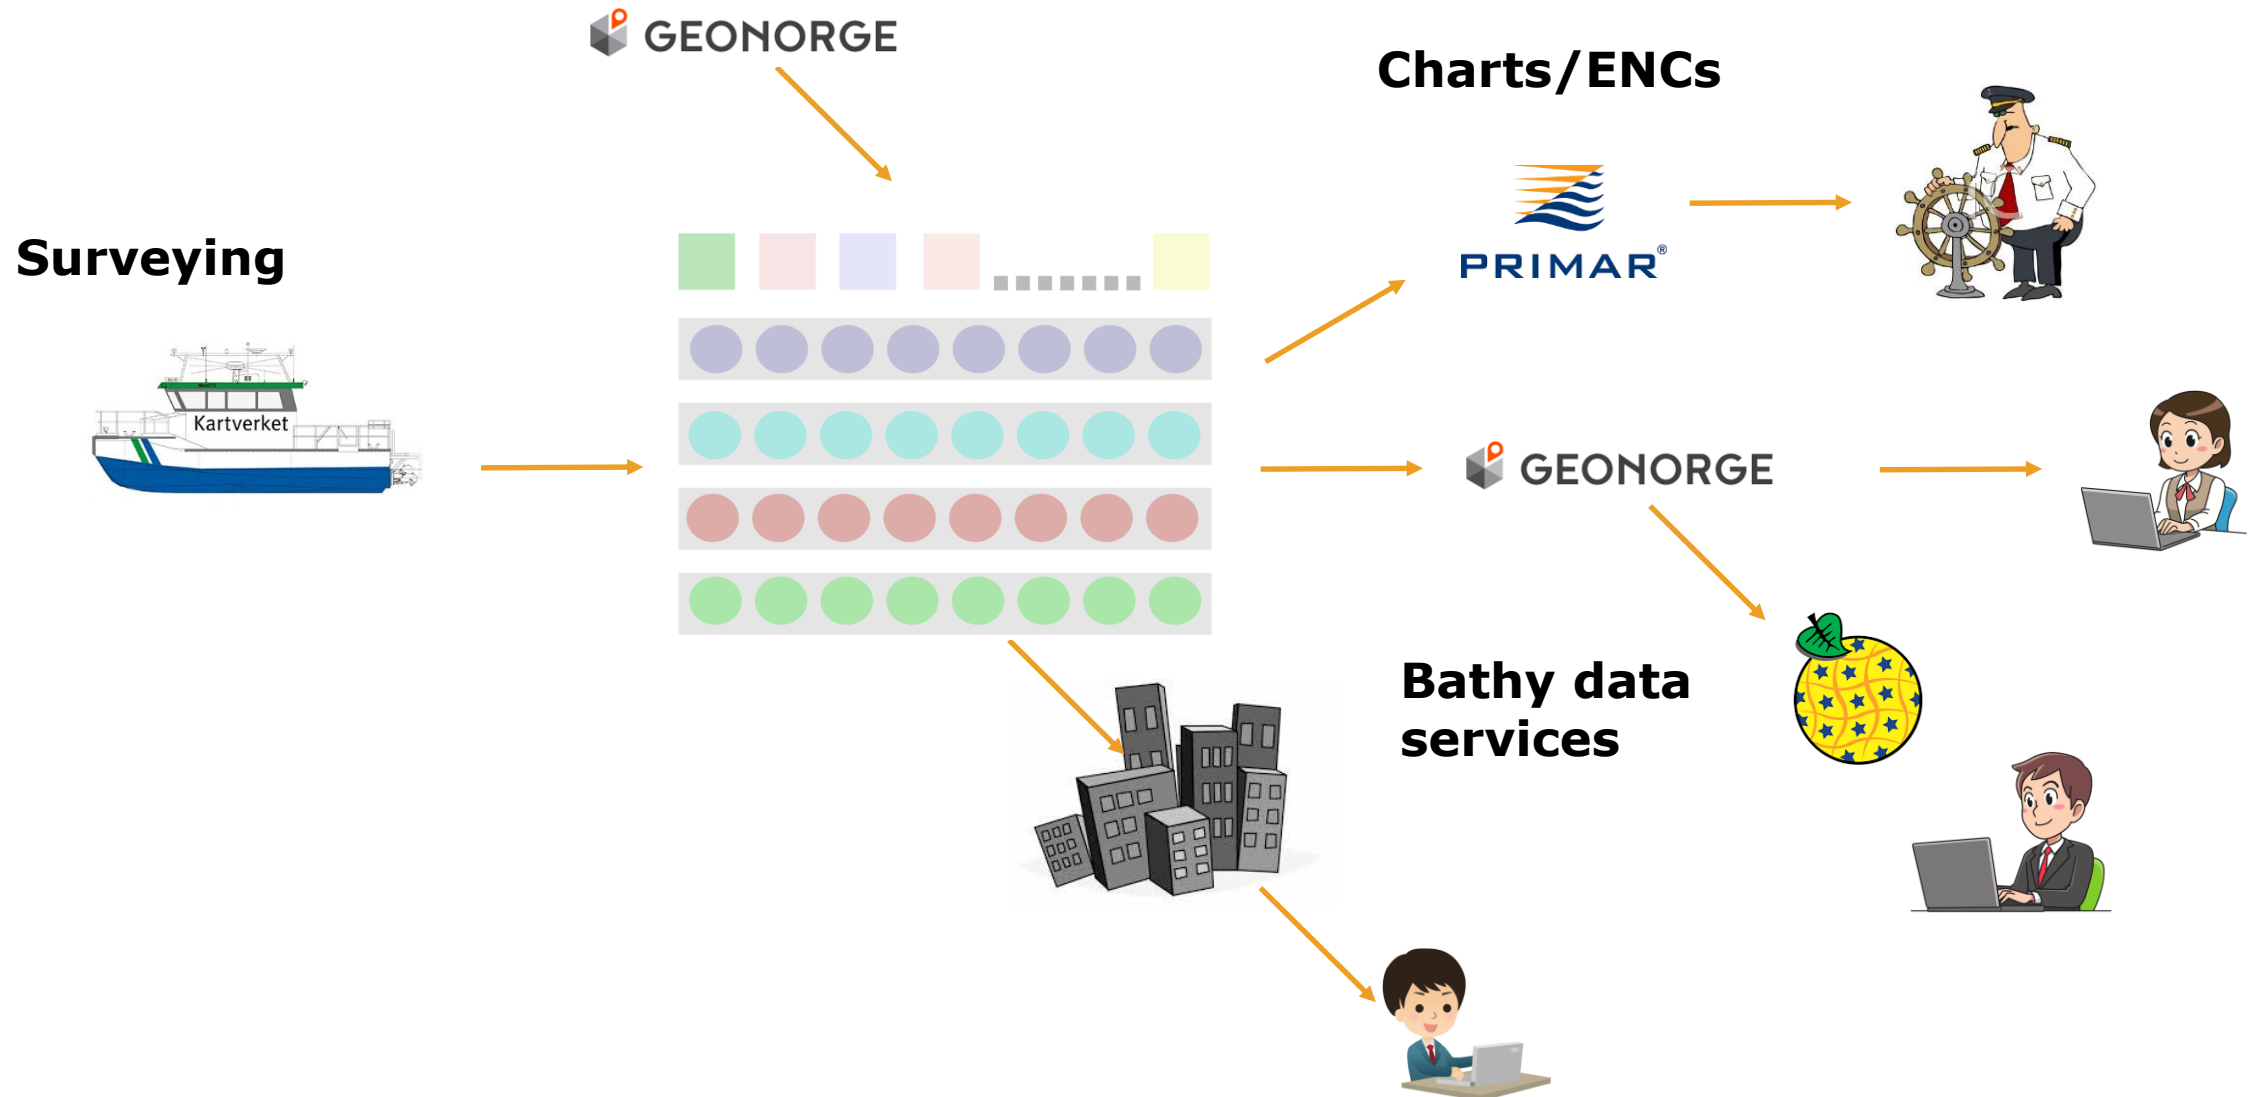 GEONORGE
Charts/ENCs
PRIMAR®
Surveying
Kartverket
GEONORGE
Bathy data
services